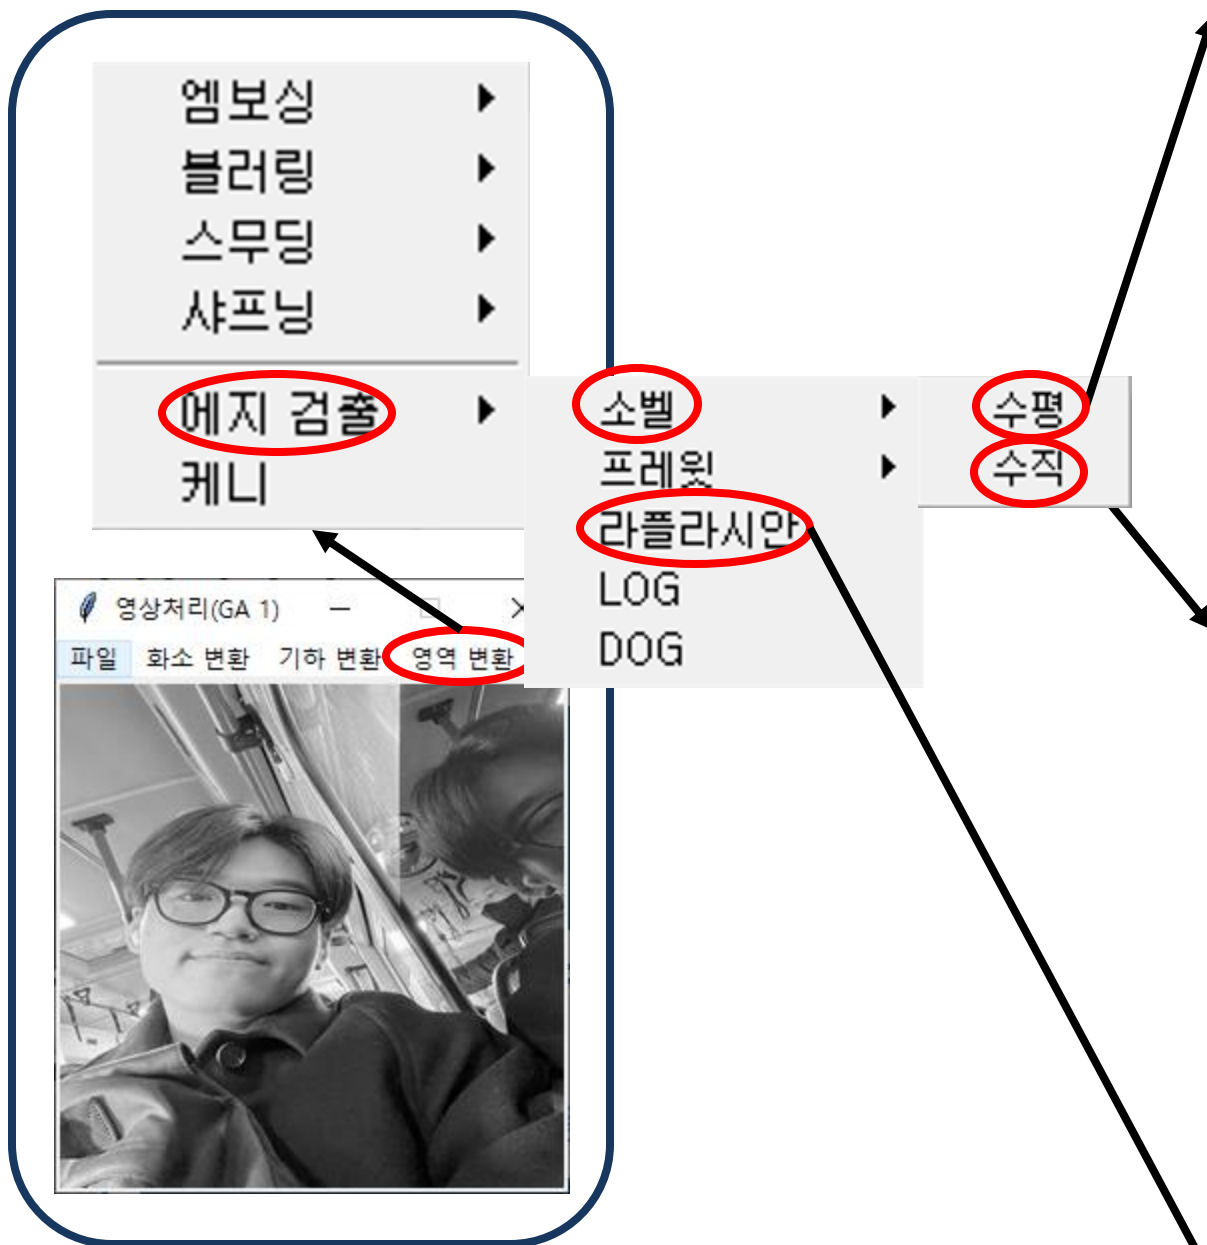 엠보싱
블러링
스무딩
샤프닝
에지 검출
케니
소벨
프레윗
라플라시안
LOG
DOG
수평
수직
영상처리(GA 1)
파일 화소 변환 기하 변환 영역 변환